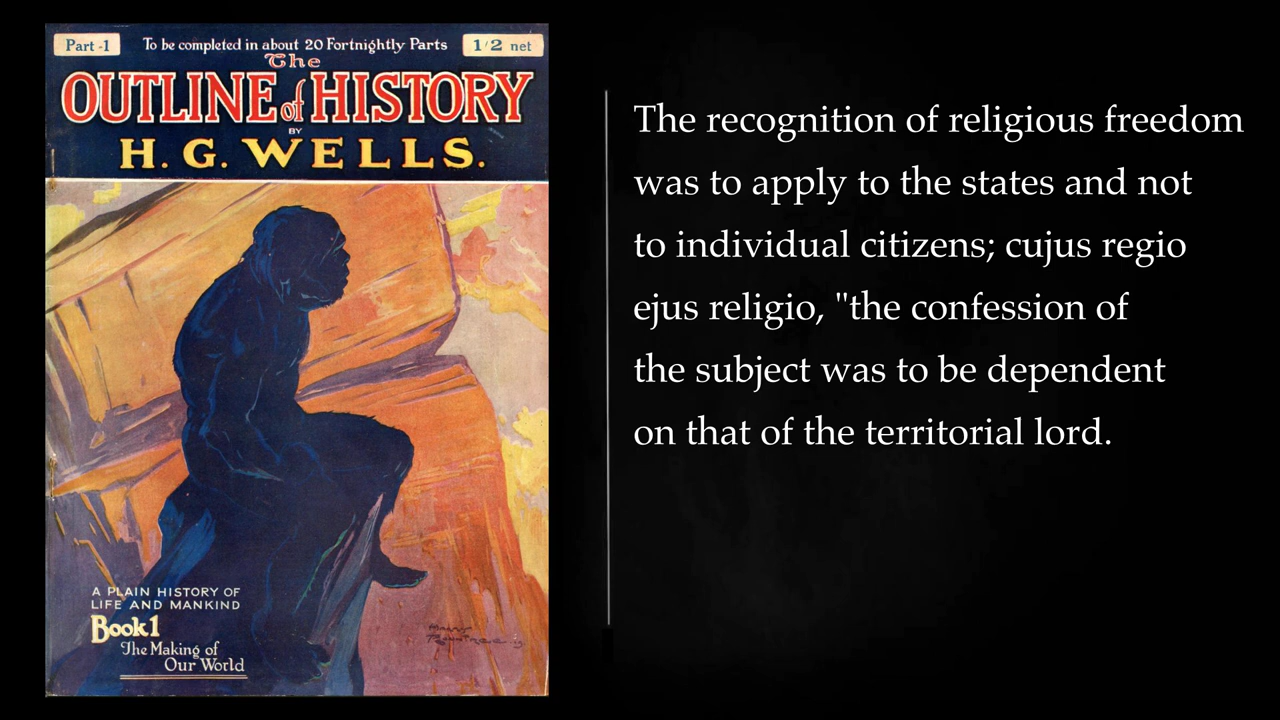 Part -1
To be completed in about 20 Fortnightly Parts
1/2 net
The
OUTLINE of HISTORY
BY
H. G. WELLS.
A PLAIN HISTORY OF
LIFE AND MANKIND
Book 1
The Making of
Our World
The recognition of religious freedom
was to apply to the states and not
to individual citizens; cujus regio
ejus religio, "the confession of
the subject was to be dependent
on that of the territorial lord.